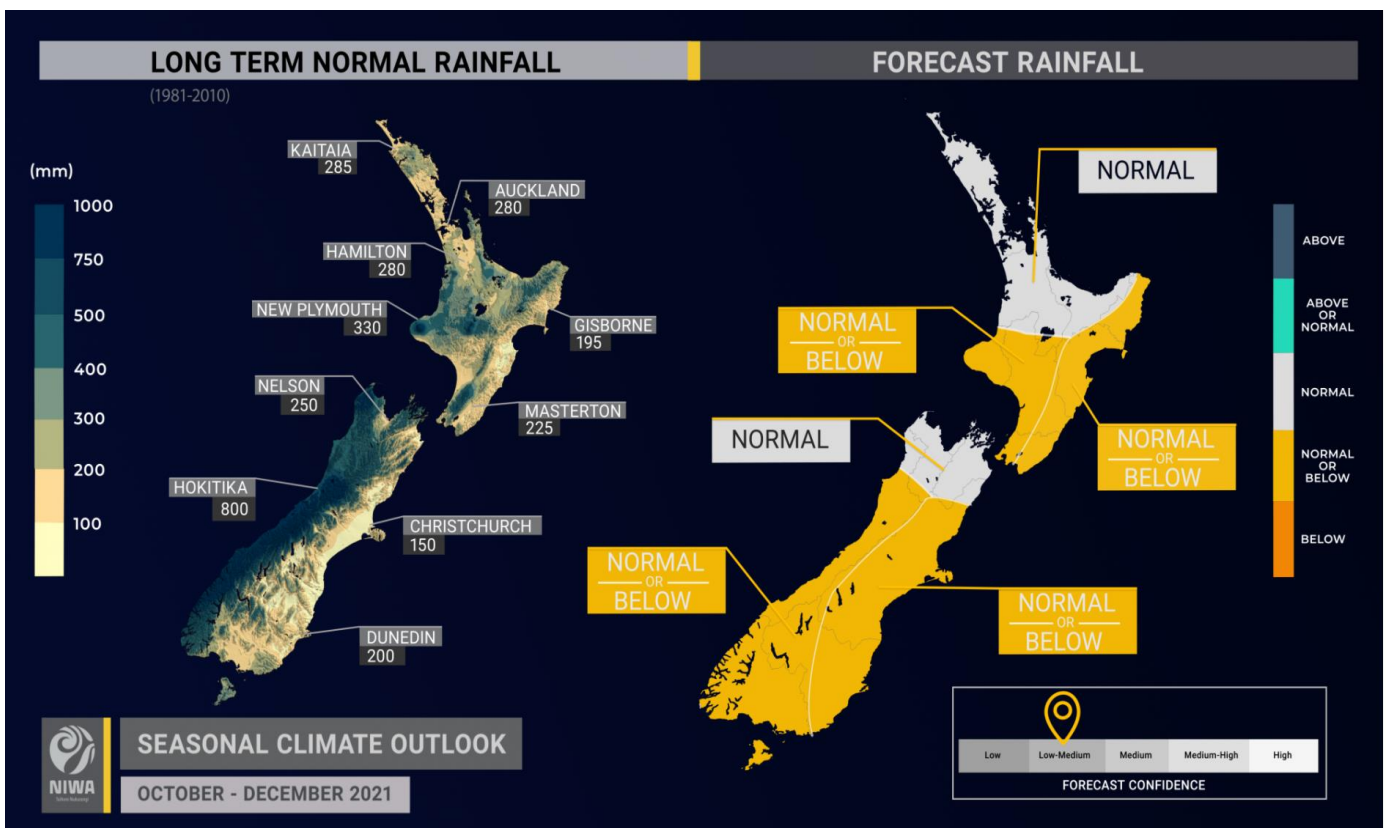 LONG TERM NORMAL RAINFALL
(1981-2010)
(mm)
1000
750
500
400
300
200
100
KAITAIA
285
AUCKLAND
280
HAMILTON
280
NEW PLYMOUTH
330
GISBORNE
195
NELSON
250
MASTERTON
225
HOKITIKA
800
CHRISTCHURCH
150
DUNEDIN
200
FORECAST RAINFALL
NORMAL
NORMAL
OR
BELOW
NORMAL
OR
BELOW
NORMAL
NORMAL
OR
BELOW
NORMAL
OR
BELOW
ABOVE
ABOVE
OR
NORMAL
NORMAL
NORMAL
OR
BELOW
BELOW
Low
Low-Medium
Medium
Medium-High
High
FORECAST CONFIDENCE
NIWA
SEASONAL CLIMATE OUTLOOK
OCTOBER - DECEMBER 2021